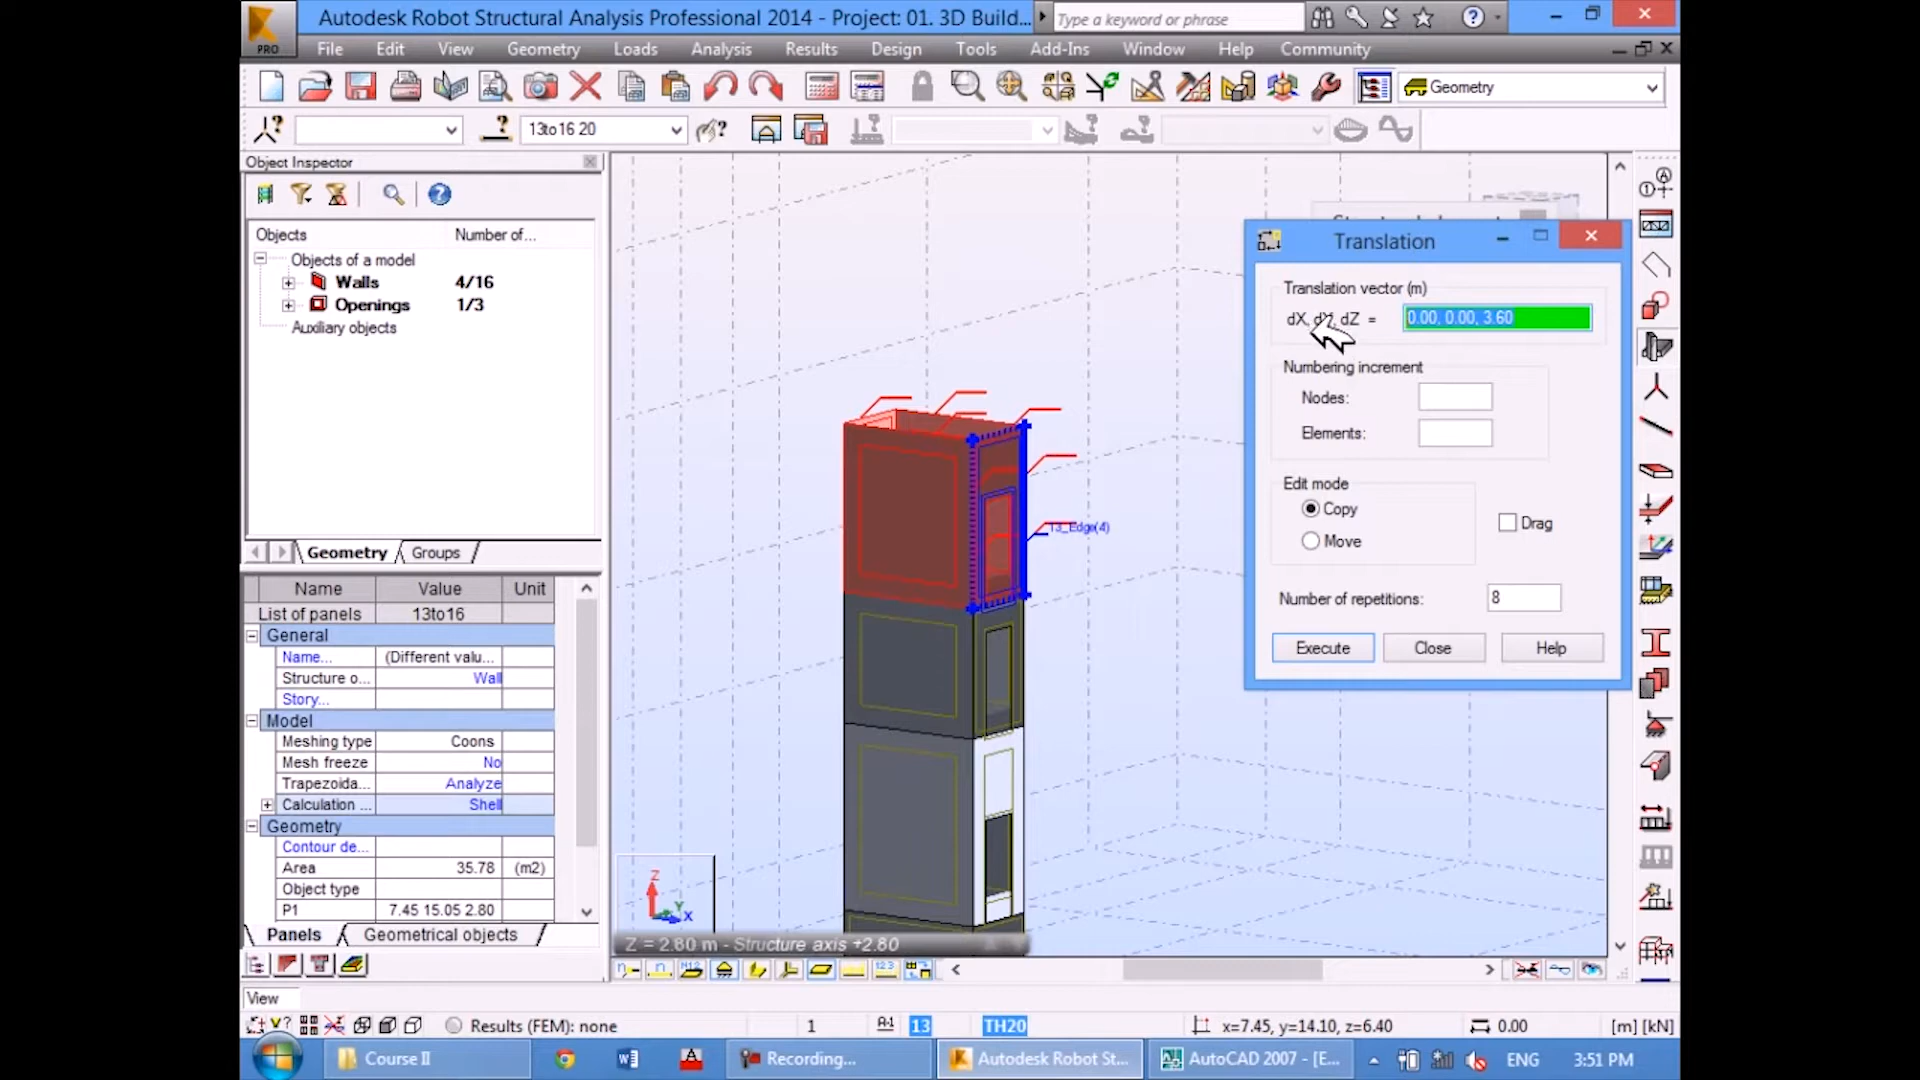 PRO
Autodesk Robot Structural Analysis Professional 2014 - Project: 01. 3D Build...
Type a keyword or phrase
File Edit View Geometry Loads Analysis Results Design Tools Add-Ins Window Help Community
Geometry
13to16 20
Object Inspector
Objects Number of...
Objects of a model
Walls 4/16
Openings 1/3
Auxiliary objects
Geometry Groups
Name Value Unit
List of panels 13to16
General
Name... (Different valu...
Structure o... Wall
Story...
Model
Meshing type Coons
Mesh freeze No
Trapezoida... Analyze
Calculation ... Shell
Geometry
Contour de...
Area 35.78 (m2)
Object type
P1 7.45 15.05 2.80
Panels Geometrical objects
13_Edge(4)
Z
Y
X
Z = 2.80 m - Structure axis +2.80
Translation
Translation vector (m)
dX, dY, dZ = 0.00, 0.00, 3.60
Numbering increment
Nodes:
Elements:
Edit mode
Copy
Move
Drag
Number of repetitions: 8
Execute Close Help
View
Results (FEM): none 1 13 TH20 x=7.45, y=14.10, z=6.40 0.00 [m] [kN]
Course II Recording... Autodesk Robot St... AutoCAD 2007 - [E... ENG 3:51 PM